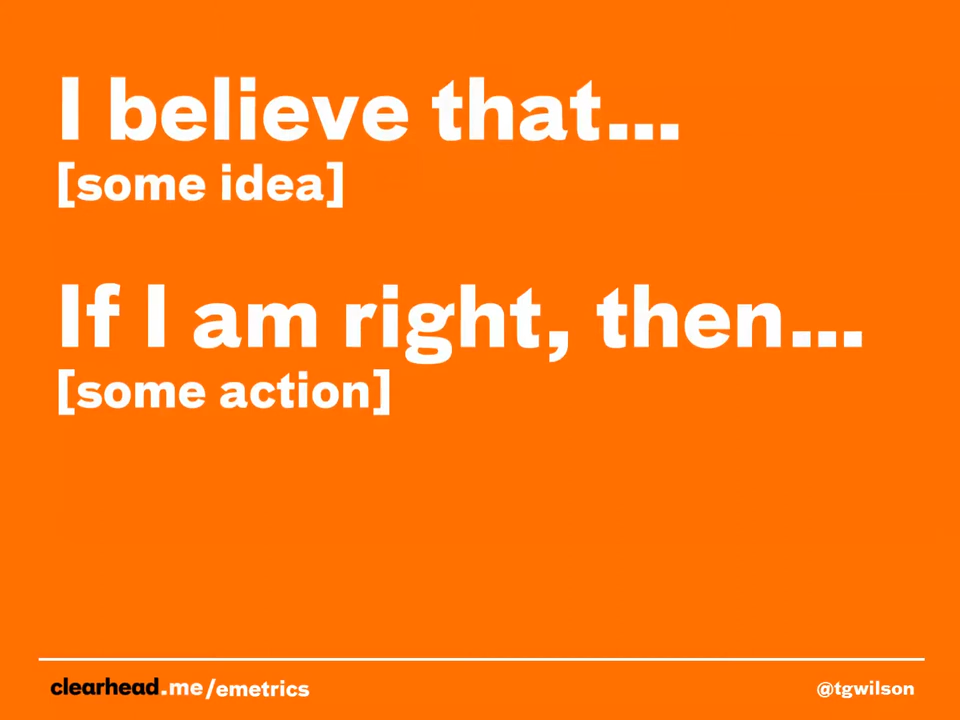 I believe that...
[some idea]
If I am right, then...
[some action]
clearhead.me/emetrics
@tgwilson